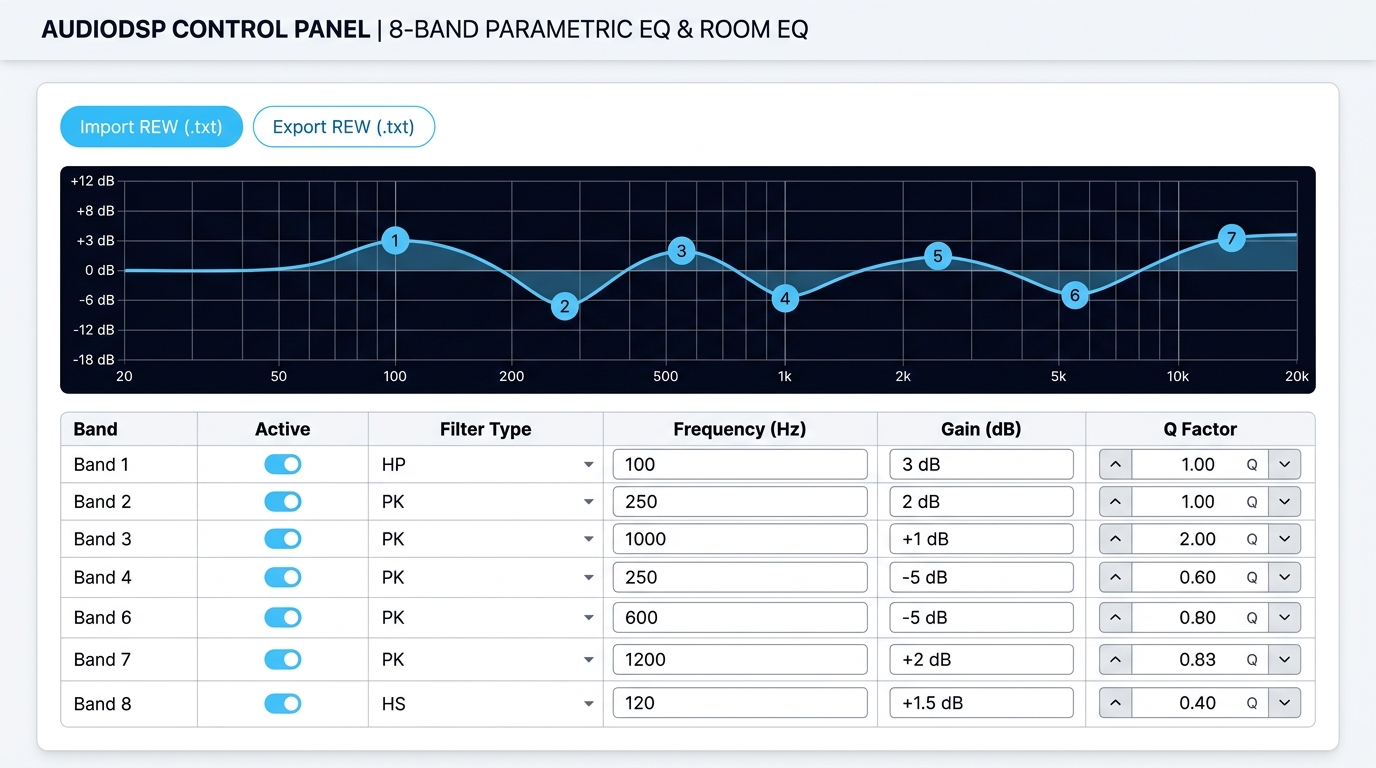 AUDIODSP CONTROL PANEL | 8-BAND PARAMETRIC EQ & ROOM EQ
Import REW (.txt) Export REW (.txt)
+12 dB
+8 dB
+3 dB
0 dB
-6 dB
-12 dB
-18 dB
1 2 3 4 5 6 7
20 50 100 200 500 1k 2k 5k 10k 20k
Band Active Filter Type Frequency (Hz) Gain (dB) Q Factor
Band 1 HP 100 3 dB 1.00 Q
Band 2 PK 250 2 dB 1.00 Q
Band 3 PK 1000 +1 dB 2.00 Q
Band 4 PK 250 -5 dB 0.60 Q
Band 6 PK 600 -5 dB 0.80 Q
Band 7 PK 1200 +2 dB 0.83 Q
Band 8 HS 120 +1.5 dB 0.40 Q